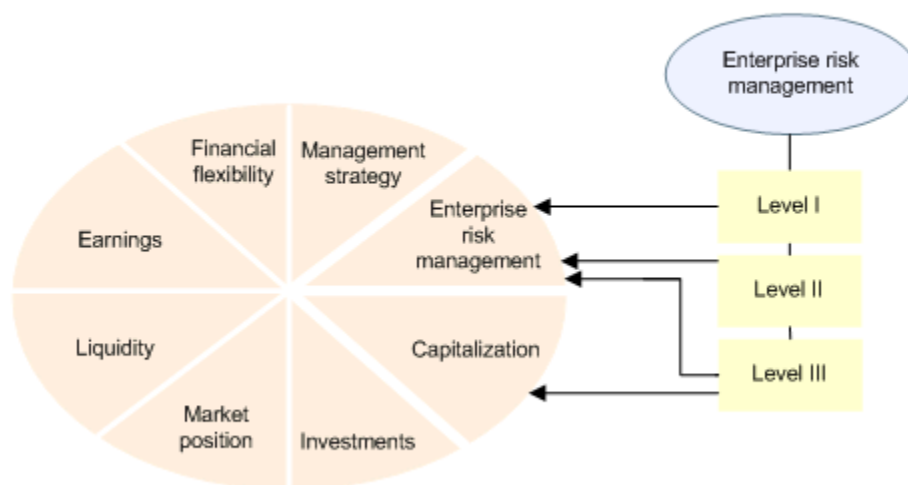 Enterprise risk
management
Financial
flexibility
Management
strategy
Enterprise
risk
management
Earnings
Liquidity
Capitalization
Market
position
Investments
Level I
Level II
Level III